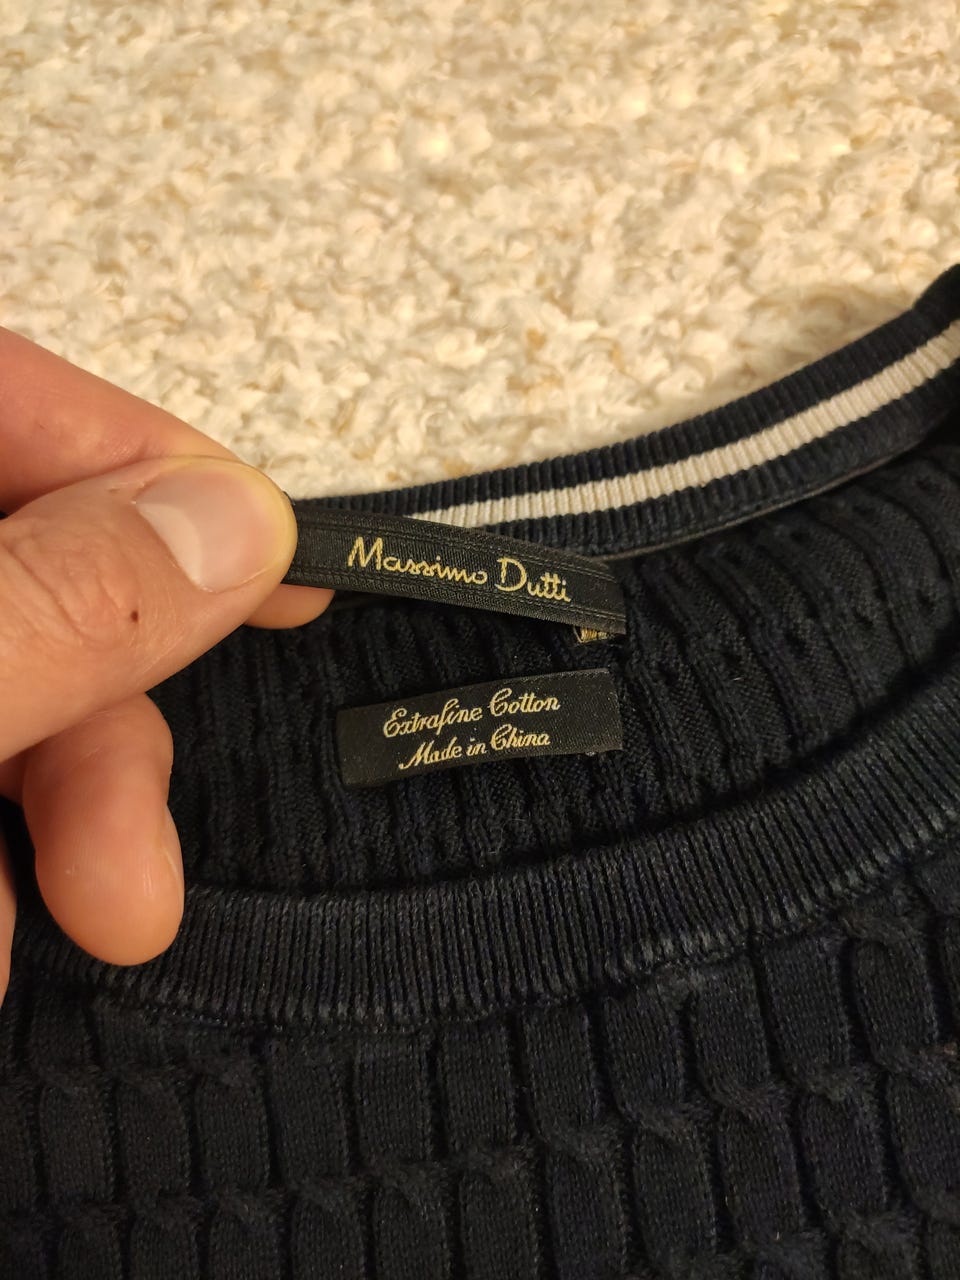 Massimo Dutti
Extrafine Cotton
Made in China